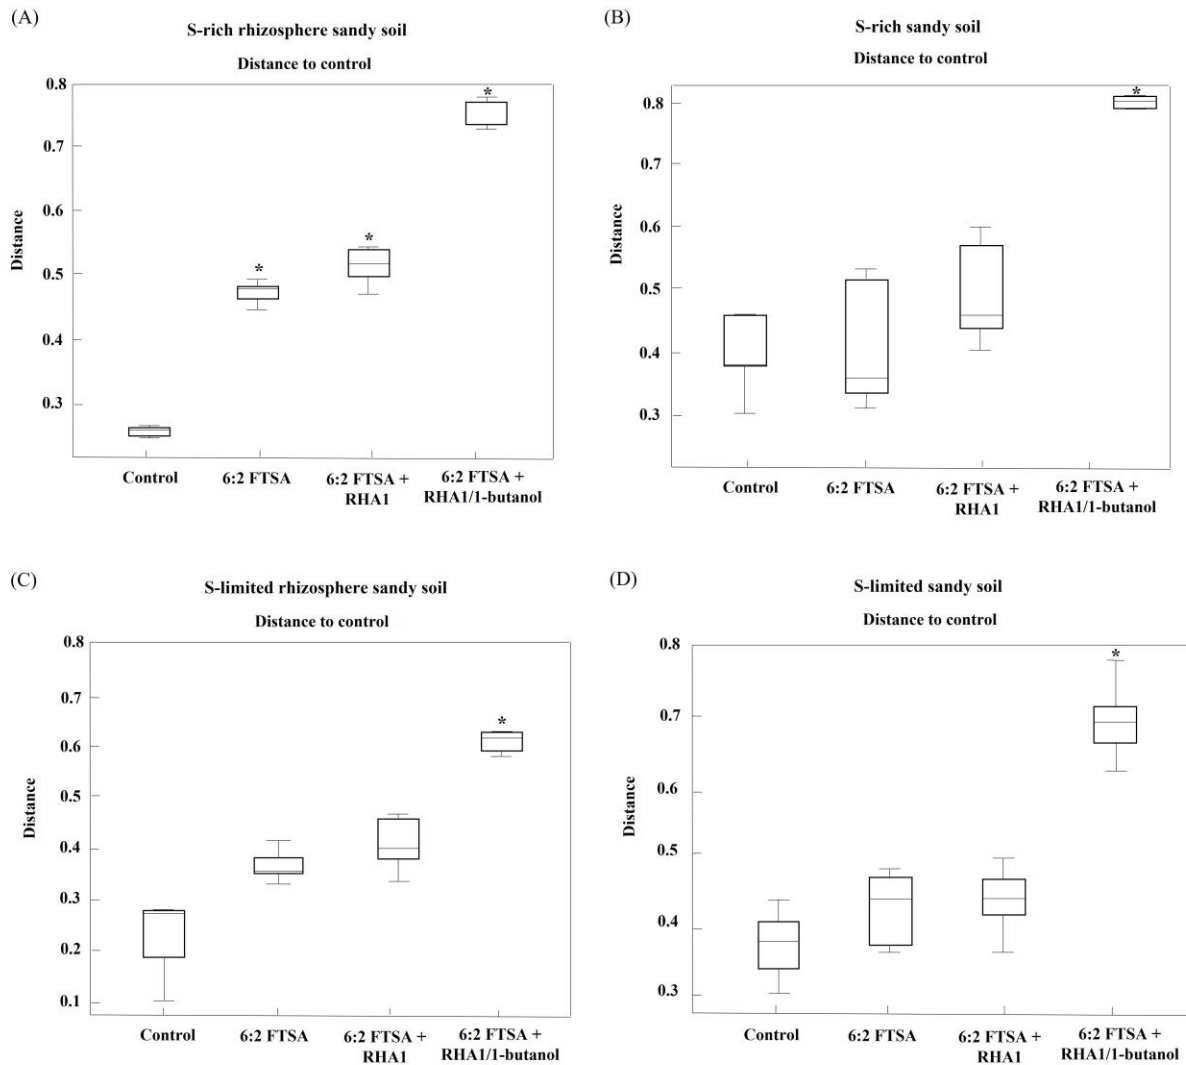 (A)
S-rich rhizosphere sandy soil
Distance to control
Distance
0.8
0.7
0.6
0.5
0.4
0.3
*
*
*
Control
6:2 FTSA
6:2 FTSA +
RHA1
6:2 FTSA +
RHA1/1-butanol
(B)
S-rich sandy soil
Distance to control
Distance
0.8
0.7
0.6
0.5
0.4
0.3
*
Control
6:2 FTSA
6:2 FTSA +
RHA1
6:2 FTSA +
RHA1/1-butanol
(C)
S-limited rhizosphere sandy soil
Distance to control
Distance
0.8
0.7
0.6
0.5
0.4
0.3
0.2
0.1
*
Control
6:2 FTSA
6:2 FTSA +
RHA1
6:2 FTSA +
RHA1/1-butanol
(D)
S-limited sandy soil
Distance to control
Distance
0.8
0.7
0.6
0.5
0.4
0.3
*
Control
6:2 FTSA
6:2 FTSA +
RHA1
6:2 FTSA +
RHA1/1-butanol